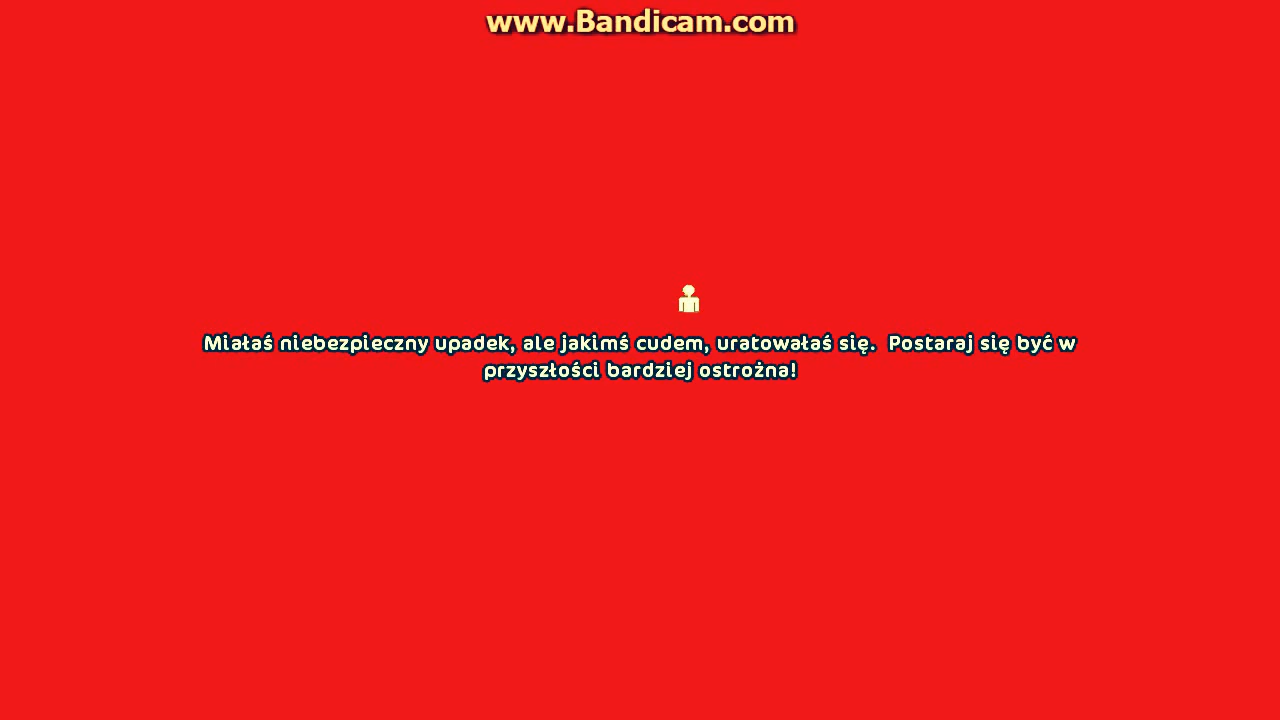 www.Bandicam.com
Miałaś niebezpieczny upadek, ale jakimś cudem, uratowałaś się.  Postaraj się być w
przyszłości bardziej ostrożna!